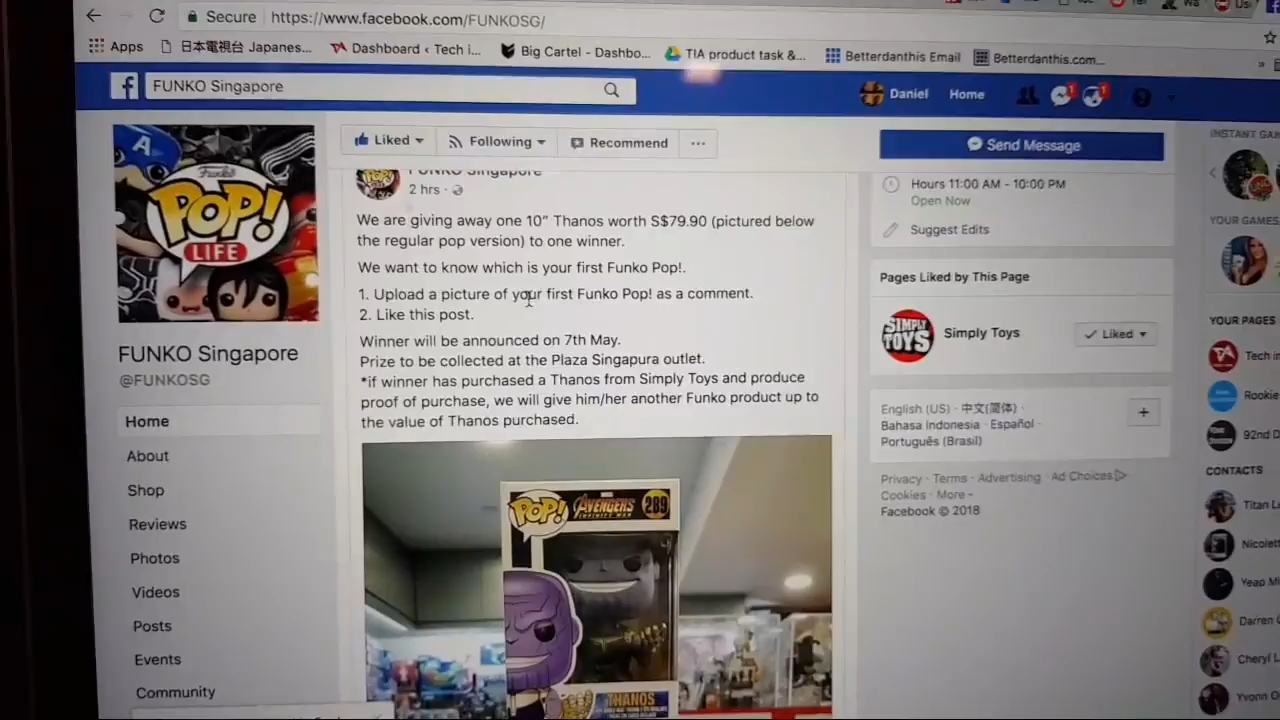 Secure https://www.facebook.com/FUNKOSG/
Apps 日本電視台 Japanes... Dashboard ‹ Tech i... Big Cartel - Dashbo... TIA product task &... Betterdanthis Email Betterdanthis.com... »
FUNKO Singapore
Daniel Home
1 1
Liked Following Recommend ...
Send Message
POP!
LIFE
FUNKO Singapore
@FUNKOSG
Home
About
Shop
Reviews
Photos
Videos
Posts
Events
Community
FUNKO Singapore
2 hrs ·
We are giving away one 10" Thanos worth S$79.90 (pictured below
the regular pop version) to one winner.
We want to know which is your first Funko Pop!.
1. Upload a picture of your first Funko Pop! as a comment.
2. Like this post.
Winner will be announced on 7th May.
Prize to be collected at the Plaza Singapura outlet.
*if winner has purchased a Thanos from Simply Toys and produce
proof of purchase, we will give him/her another Funko product up to
the value of Thanos purchased.
POP! AVENGERS 289
INFINITY WAR
THANOS
Hours 11:00 AM - 10:00 PM
Open Now
Suggest Edits
Pages Liked by This Page
SIMPLY TOYS
Simply Toys
Liked
English (US) · 中文(简体) ·
Bahasa Indonesia · Español ·
Português (Brasil)
+
Privacy · Terms · Advertising · Ad Choices
Cookies · More
Facebook © 2018
INSTANT GA
YOUR GAMES
YOUR PAGES
Tech in
Rookie
92nd D
CONTACTS
Titan L
Nicolett
Yeap M
Darren
Cheryl L
Yvonn